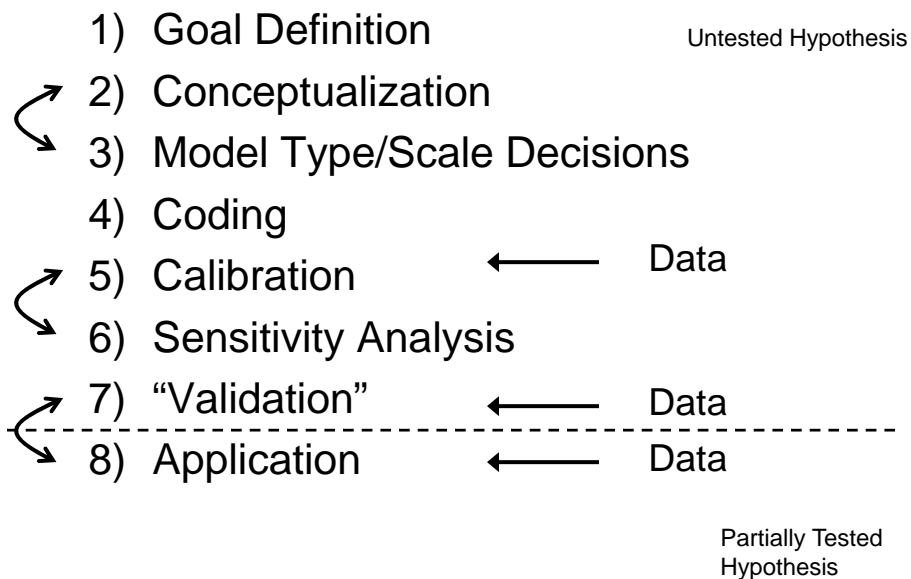 1) Goal Definition
Untested Hypothesis
2) Conceptualization
3) Model Type/Scale Decisions
4) Coding
5) Calibration
Data
6) Sensitivity Analysis
7) “Validation”
Data
8) Application
Data
Partially Tested
Hypothesis